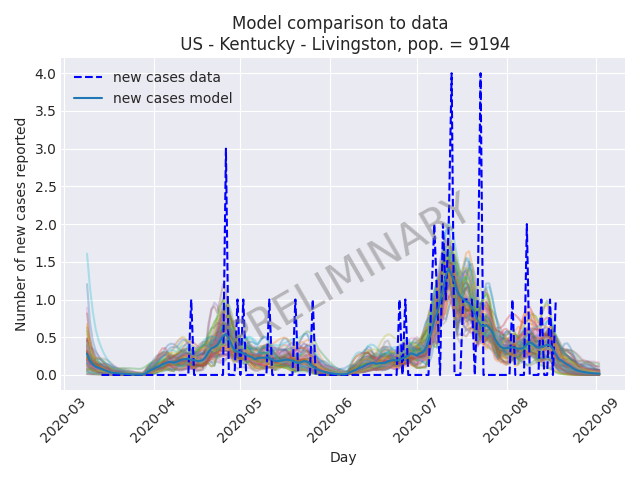 Model comparison to data
US - Kentucky - Livingston, pop. = 9194
new cases data
new cases model
PRELIMINARY
Number of new cases reported
4.0
3.5
3.0
2.5
2.0
1.5
1.0
0.5
0.0
2020-03
2020-04
2020-05
2020-06
2020-07
2020-08
2020-09
Day